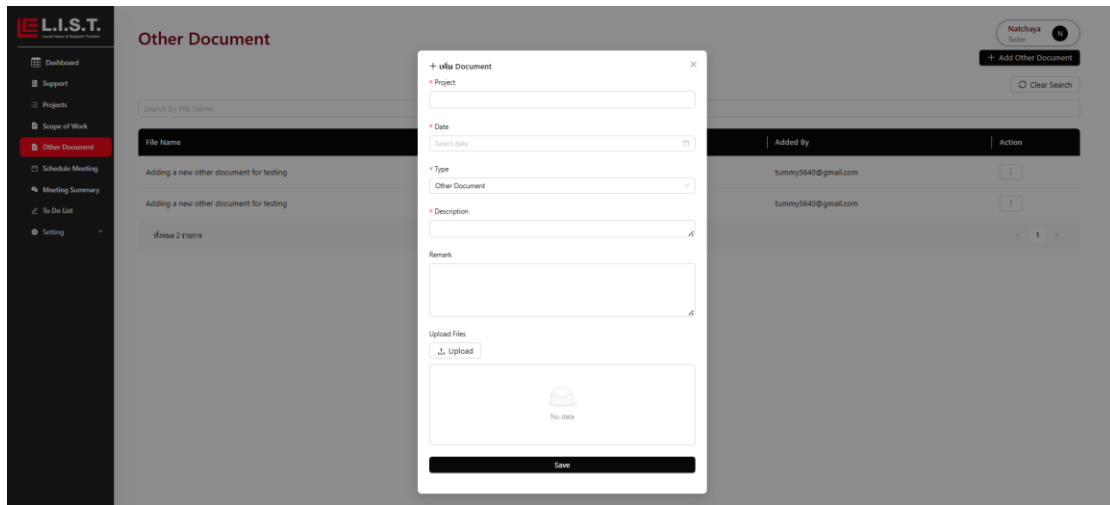 L.I.S.T.
Dashboard
Support
Projects
Scope of Work
Other Document
Schedule Meeting
Meeting Summary
To Do List
Setting
Other Document
Natchaya
Tester
N
+ Add Other Document
Clear Search
Search by File Name
File Name
Added By
Action
Adding a new other document for testing
tummy5640@gmail.com
Adding a new other document for testing
tummy5640@gmail.com
ทั้งหมด 2 รายการ
< 1 >
+ เพิ่ม Document
* Project
* Date
Select date
* Type
Other Document
* Description
Remark
Upload Files
Upload
No data
Save